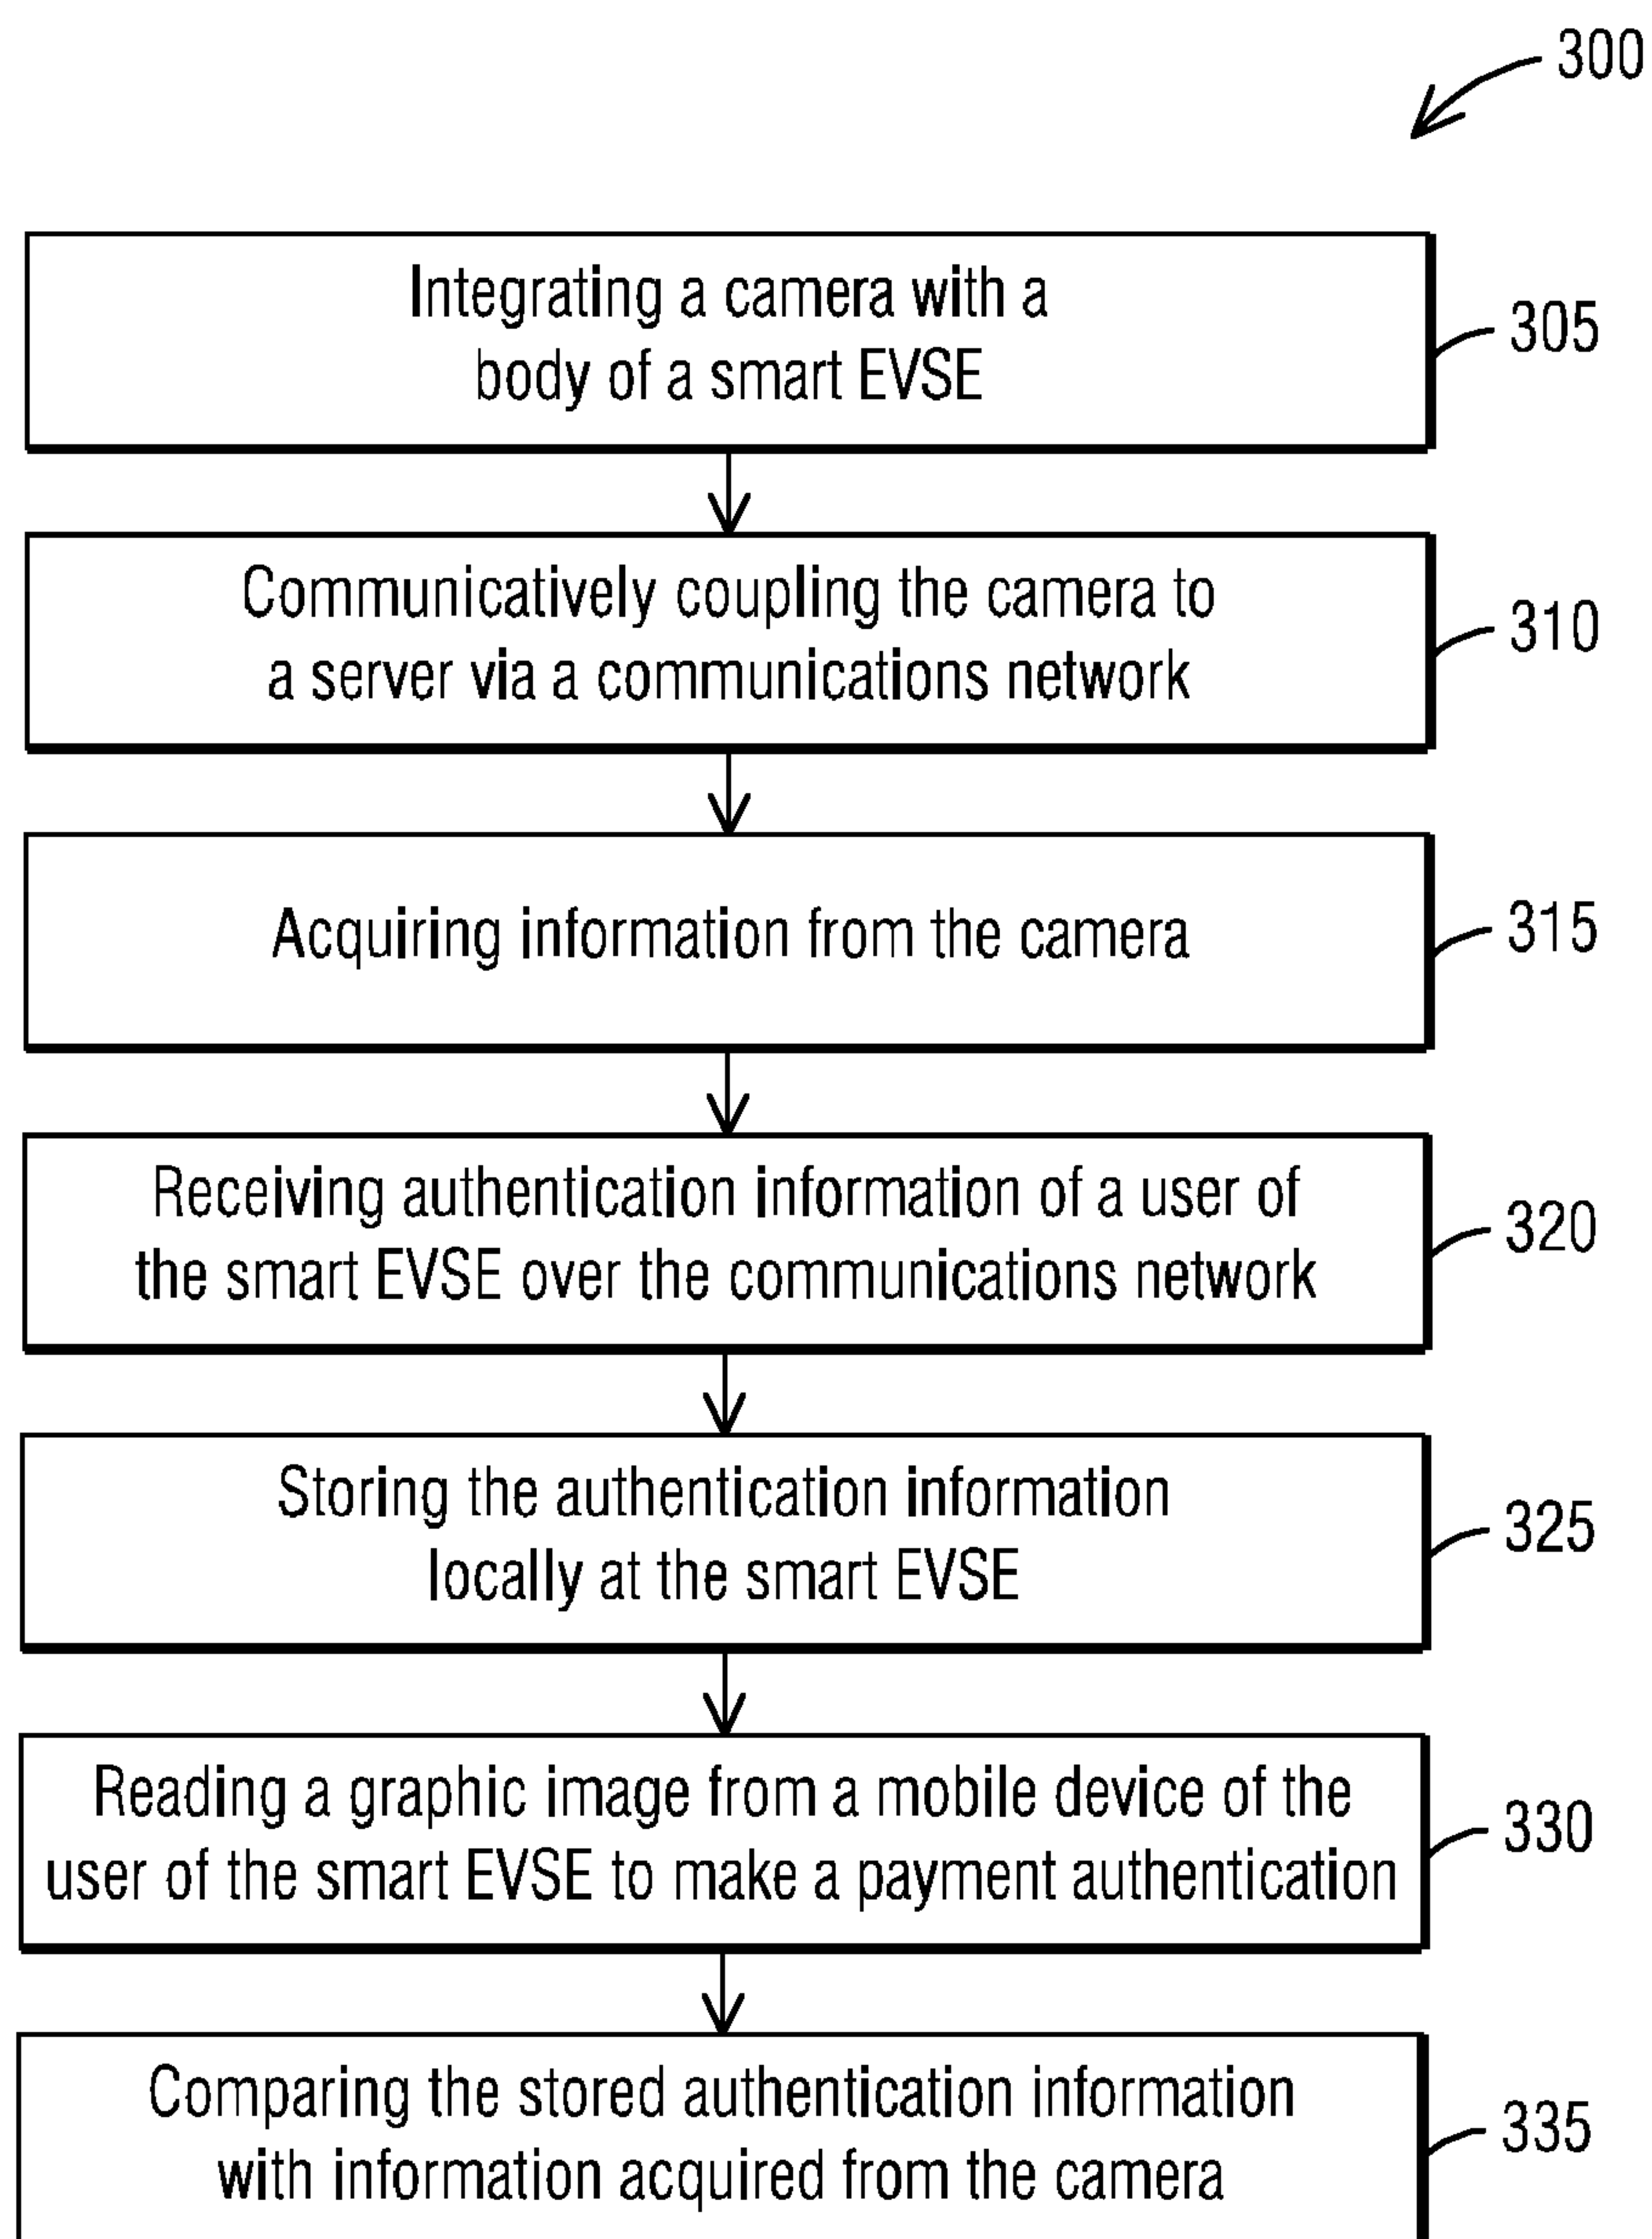 300
Integrating a camera with a
body of a smart EVSE
305
Communicatively coupling the camera to
a server via a communications network
310
Acquiring information from the camera
315
Receiving authentication information of a user of
the smart EVSE over the communications network
320
Storing the authentication information
locally at the smart EVSE
325
Reading a graphic image from a mobile device of the
user of the smart EVSE to make a payment authentication
330
Comparing the stored authentication information
with information acquired from the camera
335